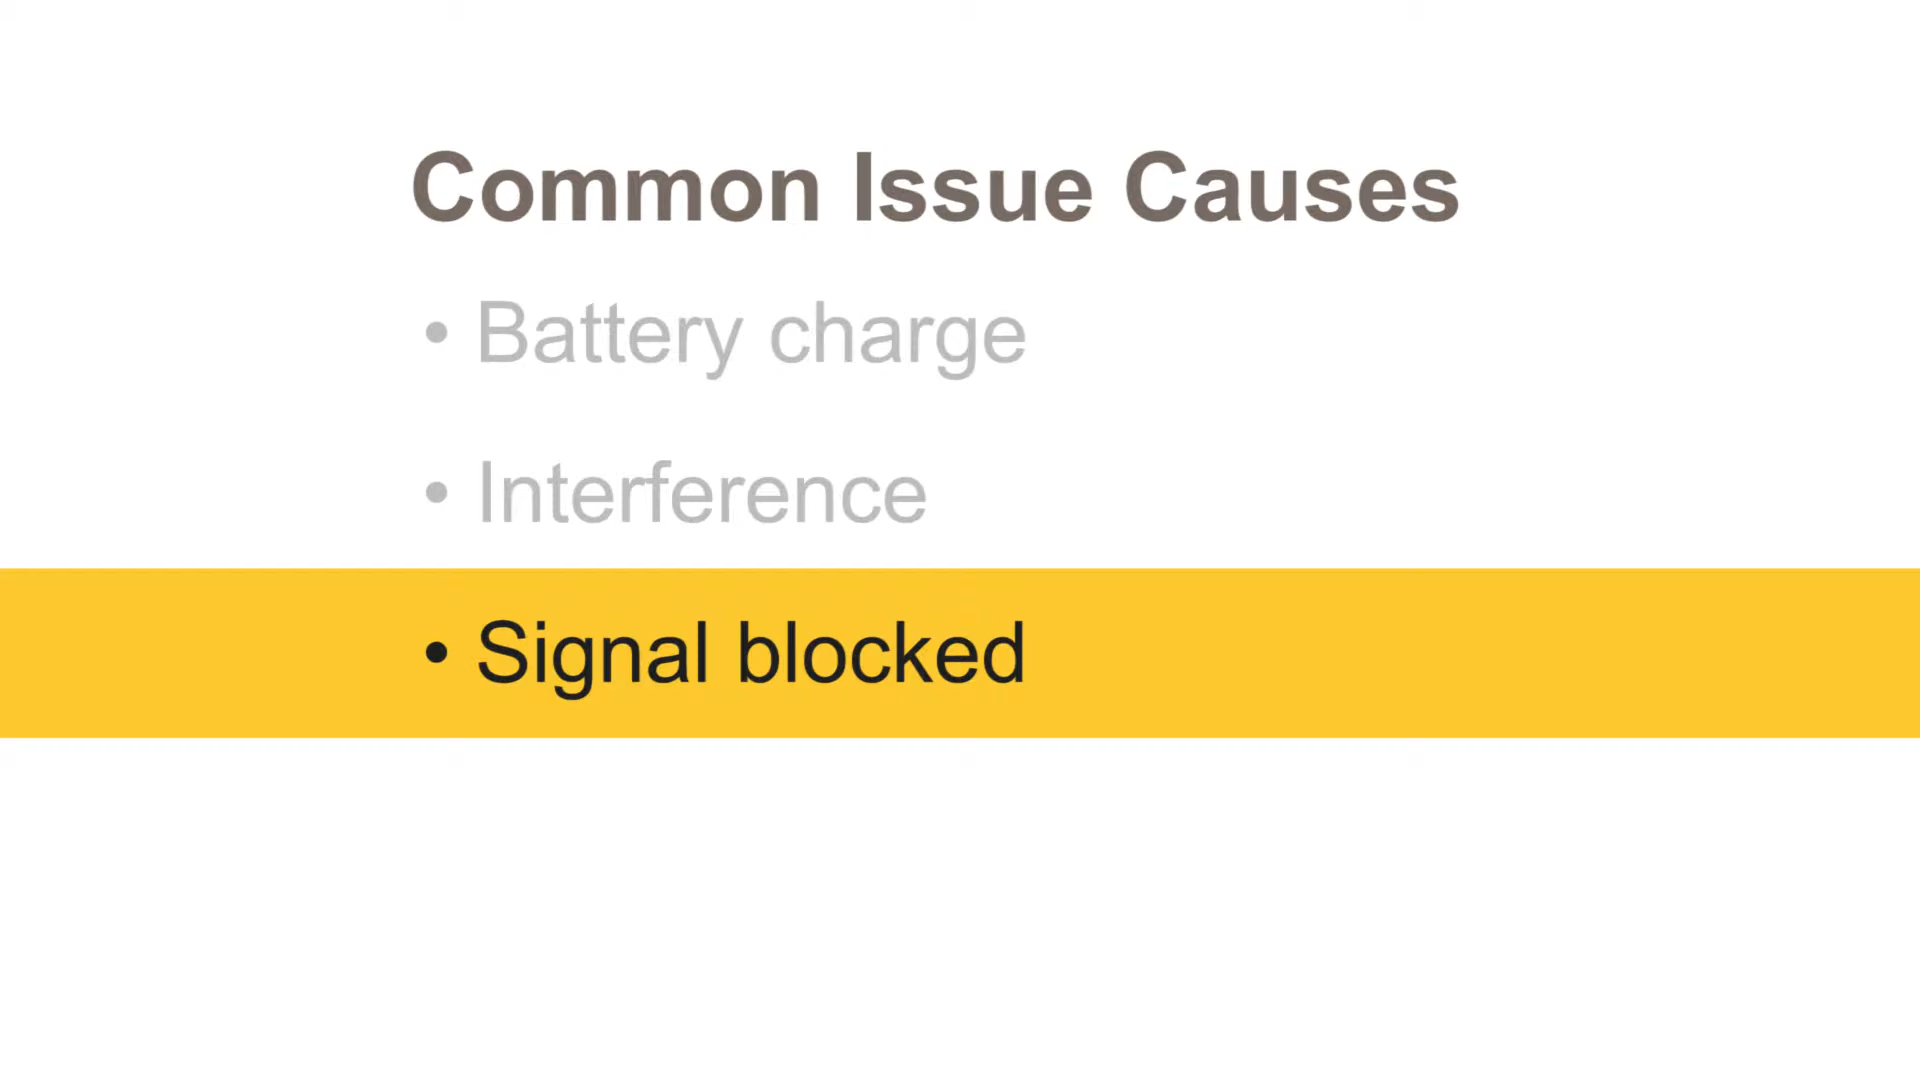 Common Issue Causes
• Battery charge
• Interference
• Signal blocked